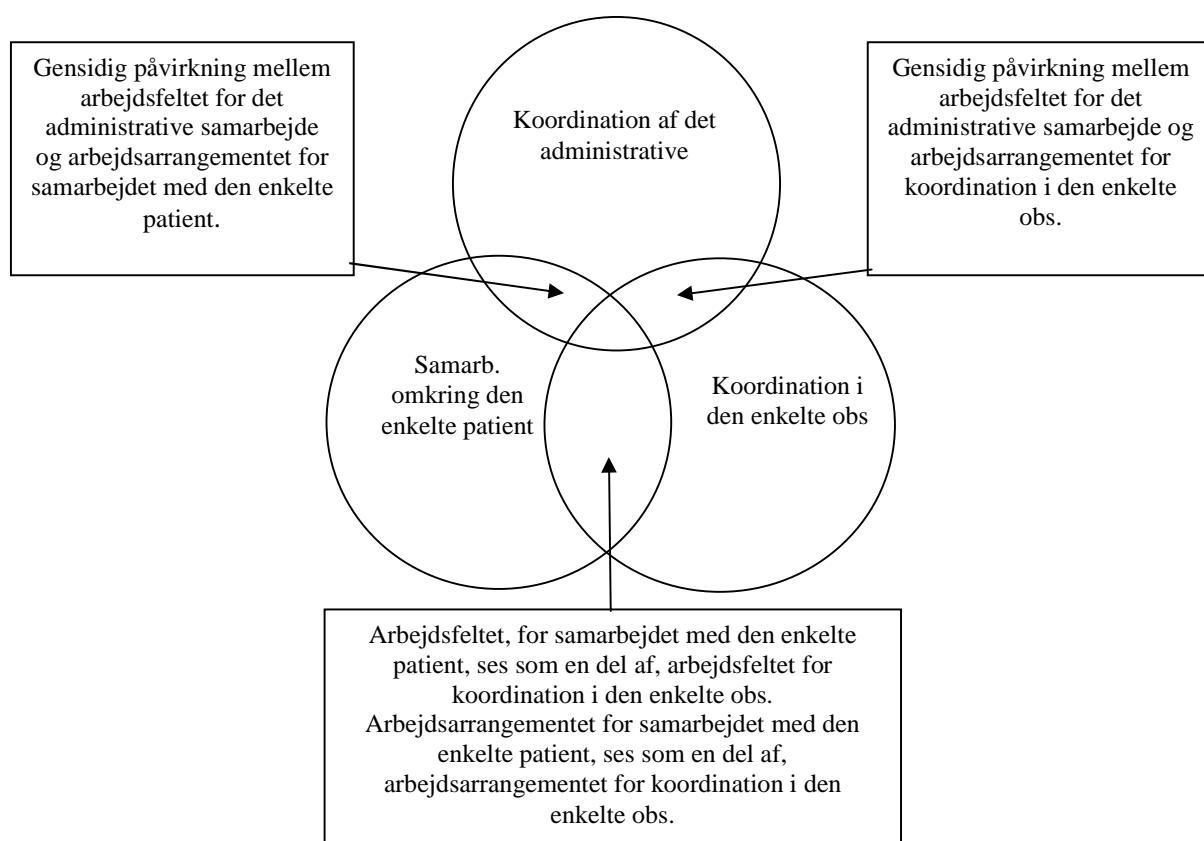 Gensidig påvirkning mellem
arbejdsfeltet for det
administrative samarbejde
og arbejdsarrangementet for
samarbejdet med den enkelte
patient.
Koordination af det
administrative
Gensidig påvirkning mellem
arbejdsfeltet for det
administrative samarbejde og
arbejdsarrangementet for
koordination i den enkelte
obs.
Samarb.
omkring den
enkelte patient
Koordination i
den enkelte obs
Arbejdsfeltet, for samarbejdet med den enkelte
patient, ses som en del af, arbejdsfeltet for
koordination i den enkelte obs.
Arbejdsarrangementet for samarbejdet med den
enkelte patient, ses som en del af,
arbejdsarrangementet for koordination i den
enkelte obs.